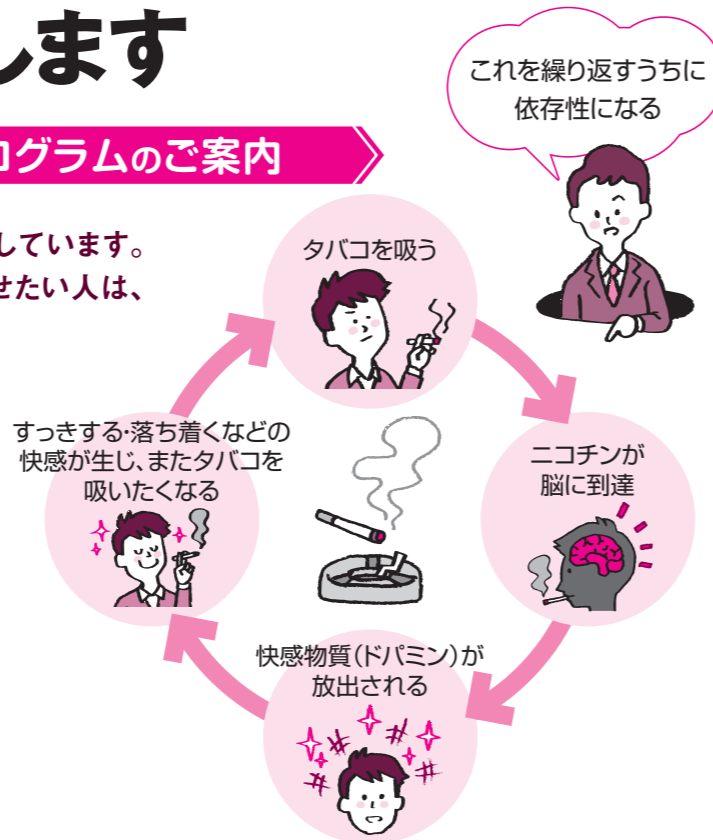 します
ログラムのご案内
しています。
せたい人は、
これを繰り返すうちに
依存性になる
タバコを吸う
ニコチンが
脳に到達
快感物質(ドパミン)が
放出される
すっきりする・落ち着くなどの
快感が生じ、またタバコを
吸いたくなる